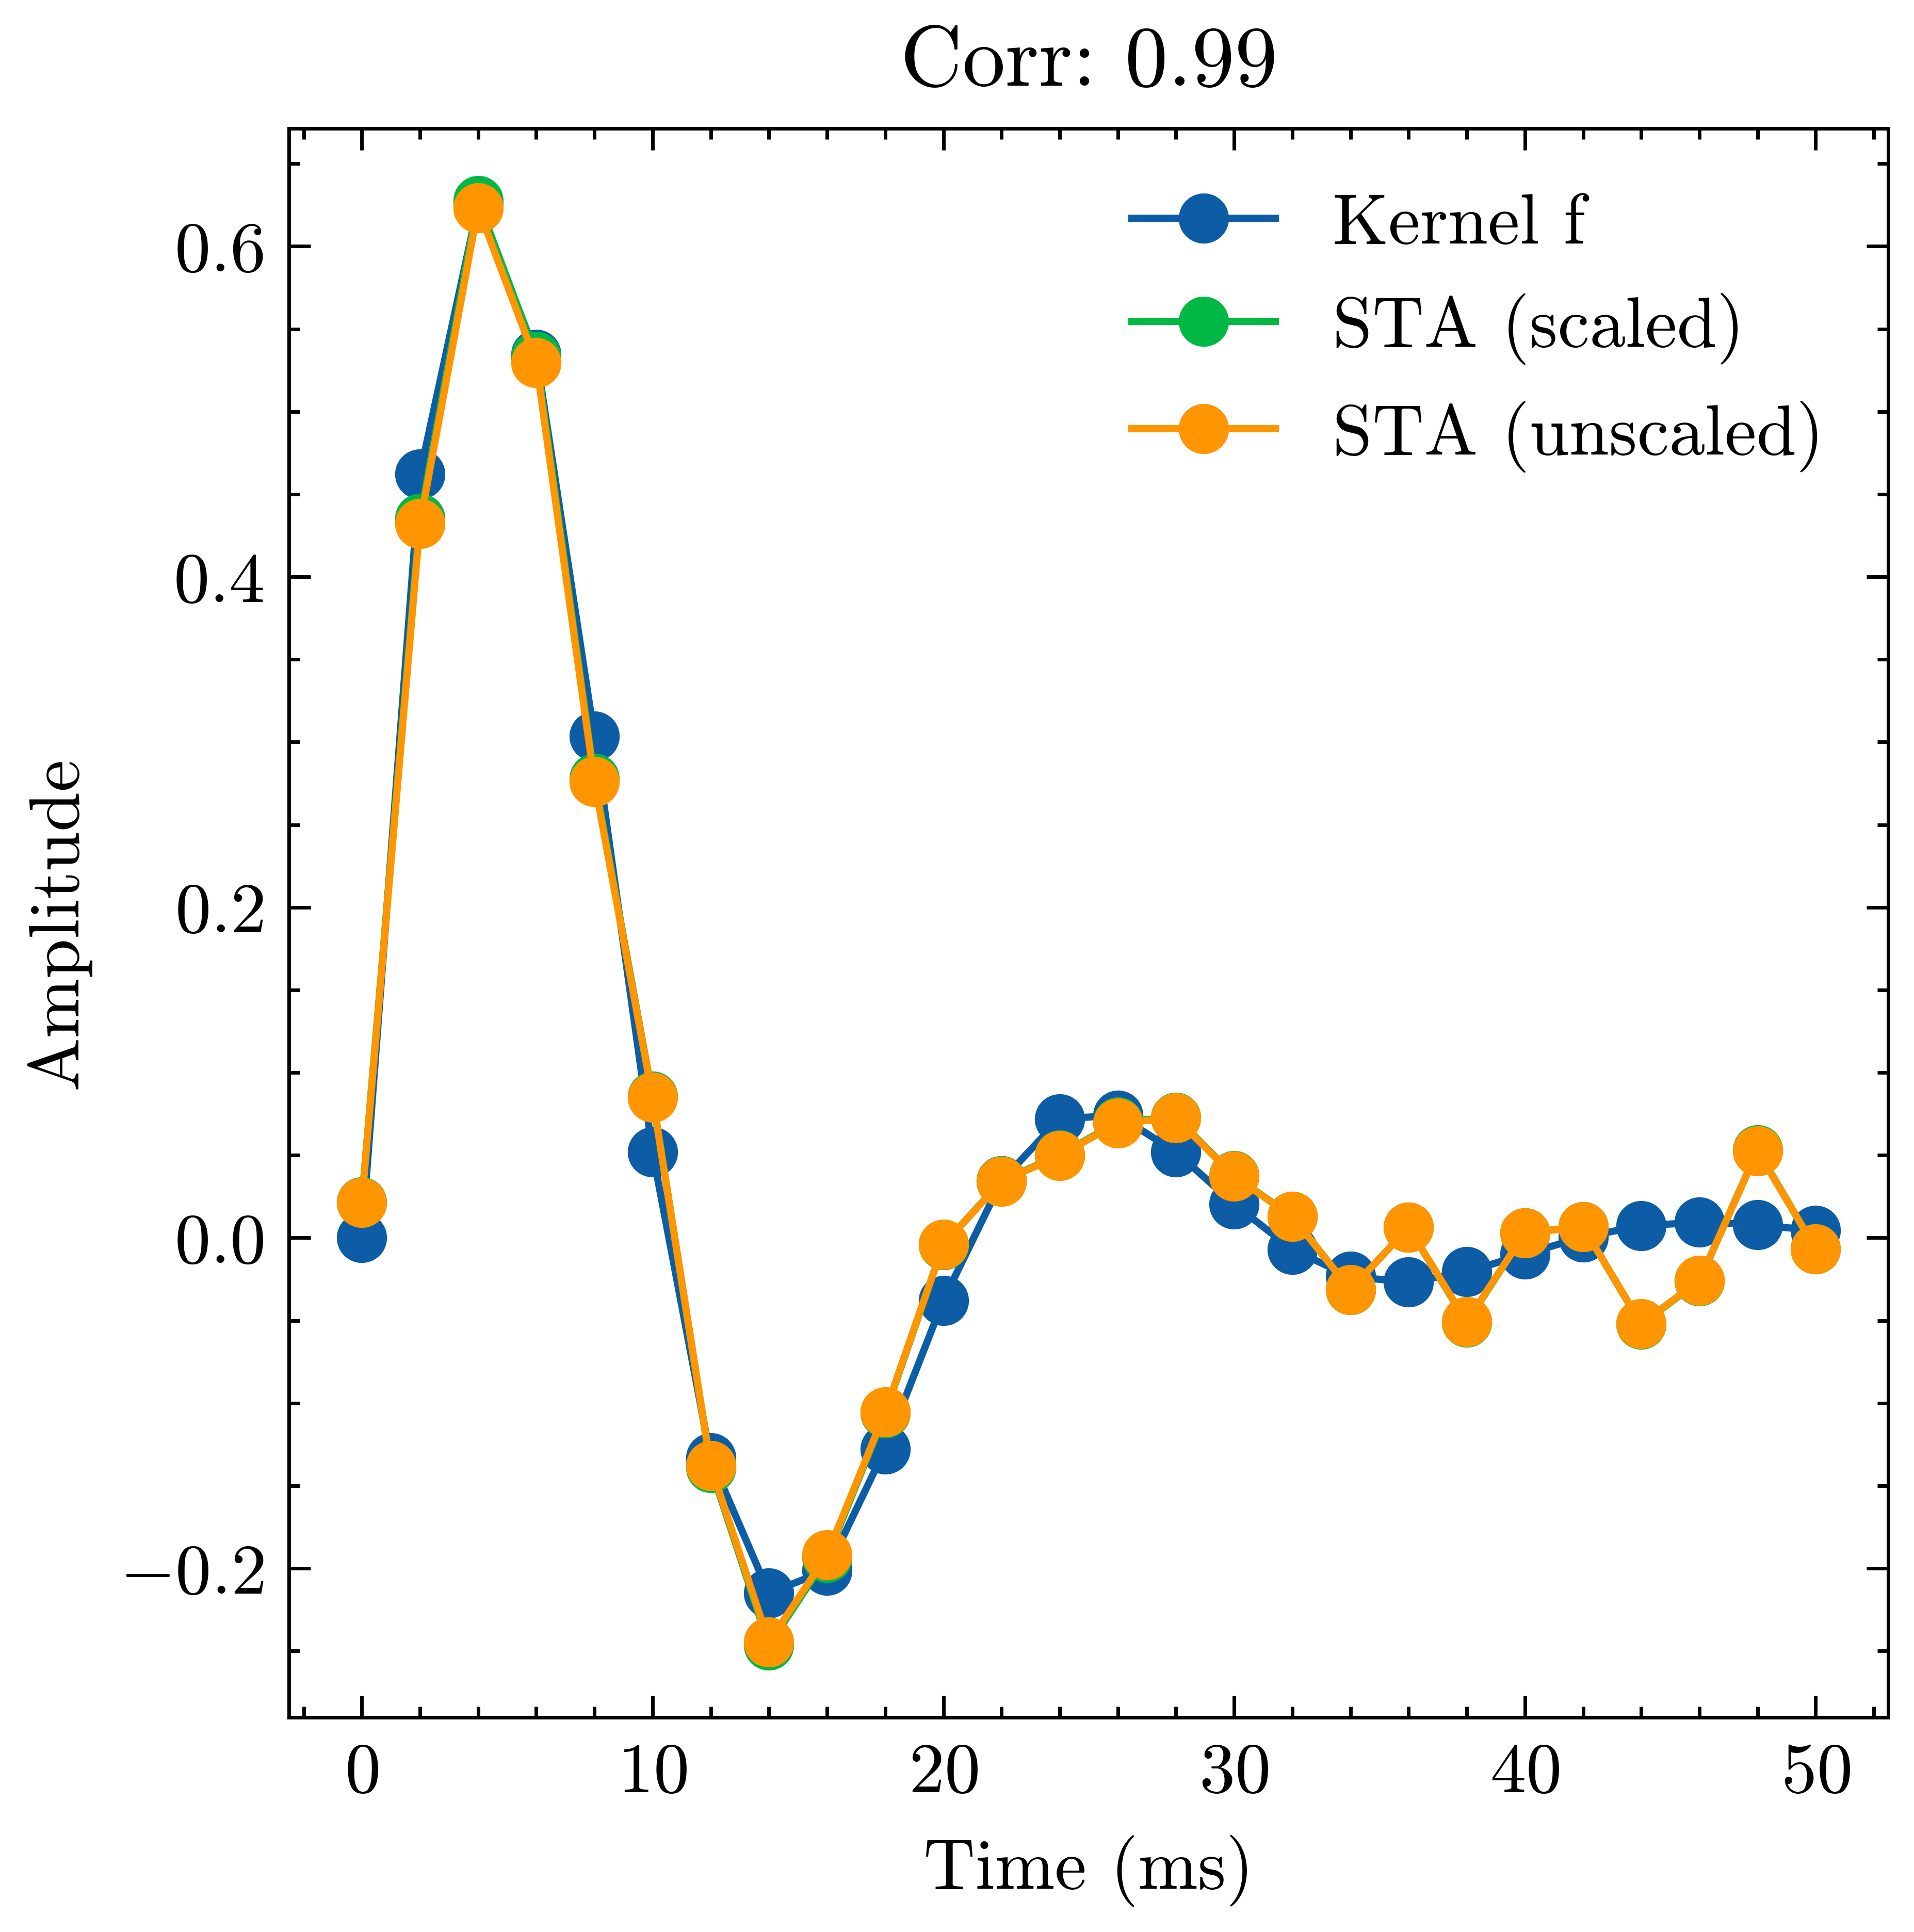 Corr: 0.99
Kernel f
STA (scaled)
STA (unscaled)
Amplitude
0.6
0.4
0.2
0.0
−0.2
0 10 20 30 40 50
Time (ms)